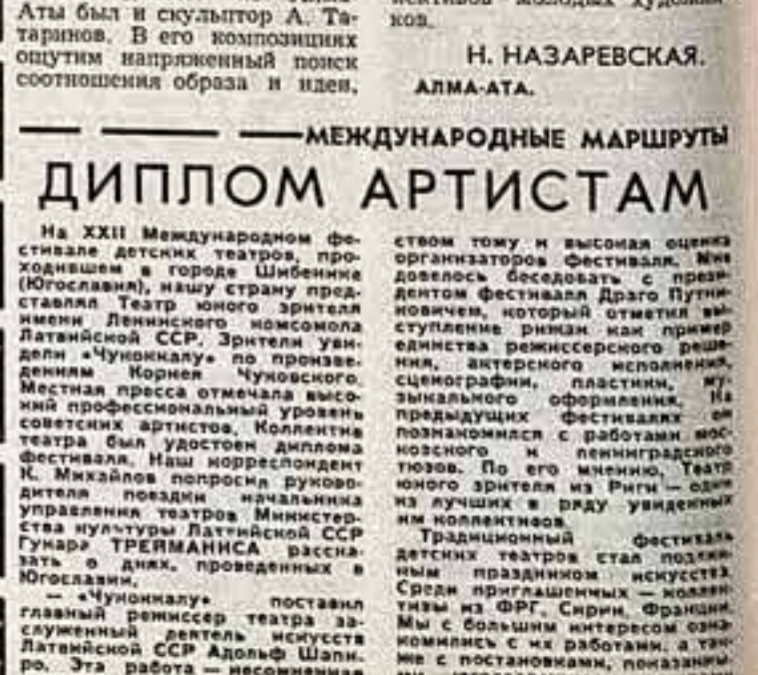 Аты был и скульптор А. Та-
таринов. В его композициях
ощутим напряженный поиск
соотношения образа и идеи,
ков.
Н. НАЗАРЕВСКАЯ.
АЛМА-АТА.
МЕЖДУНАРОДНЫЕ МАРШРУТЫ
ДИПЛОМ АРТИСТАМ
На XXII Международном фе-
стивале детских театров, про-
ходившем в городе Шибенике
(Югославия), нашу страну пред-
ставлял Театр юного зрителя
имени Ленинского комсомола
Латвийской ССР. Зрители уви-
дели «Чукоккалу» по произве-
дениям Корнея Чуковского.
Местная пресса отмечала высо-
кий профессиональный уровень
советских артистов. Коллектив
театра был удостоен диплома
фестиваля. Наш корреспондент
К. Михайлов попросил руково-
дителя поездки начальника
управления театров Министер-
ства культуры Латвийской ССР
Гунара ТРЕЙМАНИСА расска-
зать о днях, проведенных в
Югославии.
— «Чукоккалу» поставил
главный режиссер театра за-
служенный деятель искусств
Латвийской ССР Адольф Шапи-
ро. Эта работа — несомненная
ством тому и высокая оценка
организаторов фестиваля. Мне
довелось беседовать с прези-
дентом фестиваля Драго Путни-
ковичем, который отметил вы-
ступление рижан как пример
единства режиссерского реше-
ния, актерского исполнения,
сценографии, пластики, му-
зыкального оформления. На
предыдущих фестивалях он
познакомился с работами мос-
ковского и ленинградского
тюзов. По его мнению, Театр
юного зрителя из Риги — один
из лучших в ряду увиденных
им коллективов.
Традиционный фестиваль
детских театров стал подлин-
ным праздником искусства.
Среди приглашенных — коллек-
тивы из ФРГ, Сирии, Франции.
Мы с большим интересом озна-
комились с их работами, а так-
же с постановками, показанны-